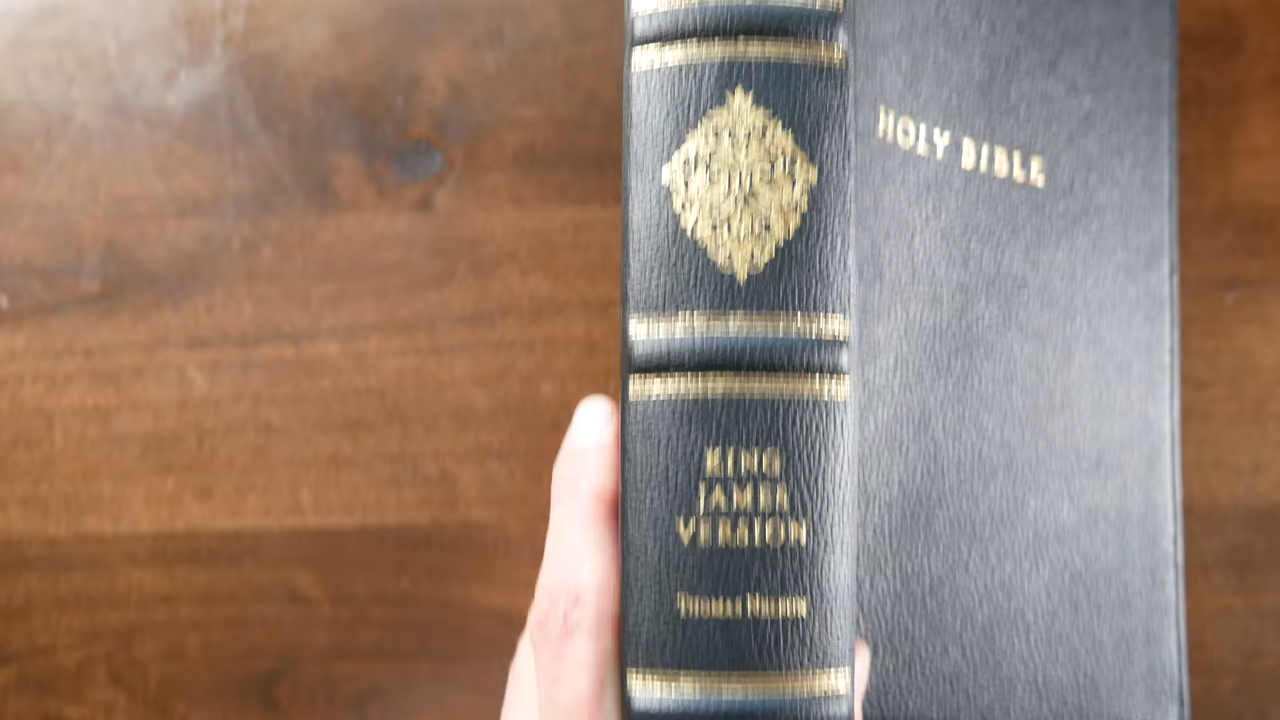 HOLY BIBLE
KING
JAMES
VERSION
THOMAS NELSON